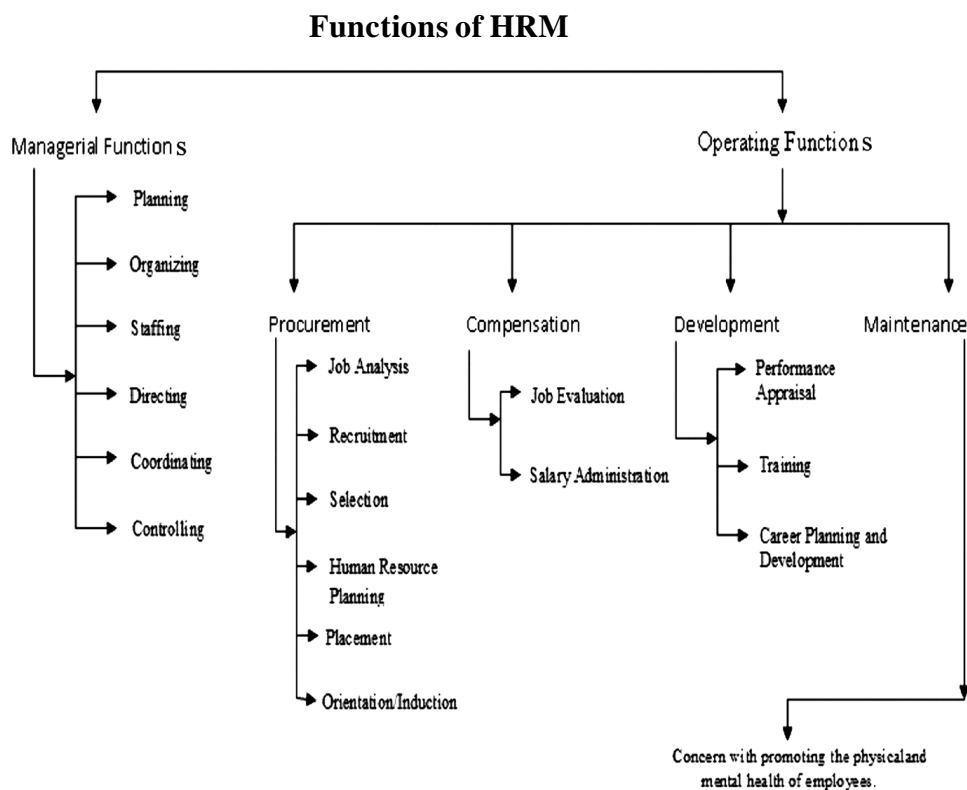 Functions of HRM
Managerial Functions
Operating Functions
Planning
Organizing
Staffing
Directing
Coordinating
Controlling
Procurement
Job Analysis
Recruitment
Selection
Human Resource
Planning
Placement
Orientation/Induction
Compensation
Job Evaluation
Salary Administration
Development
Performance
Appraisal
Training
Career Planning and
Development
Maintenance
Concern with promoting the physicaland
mental health of employees.